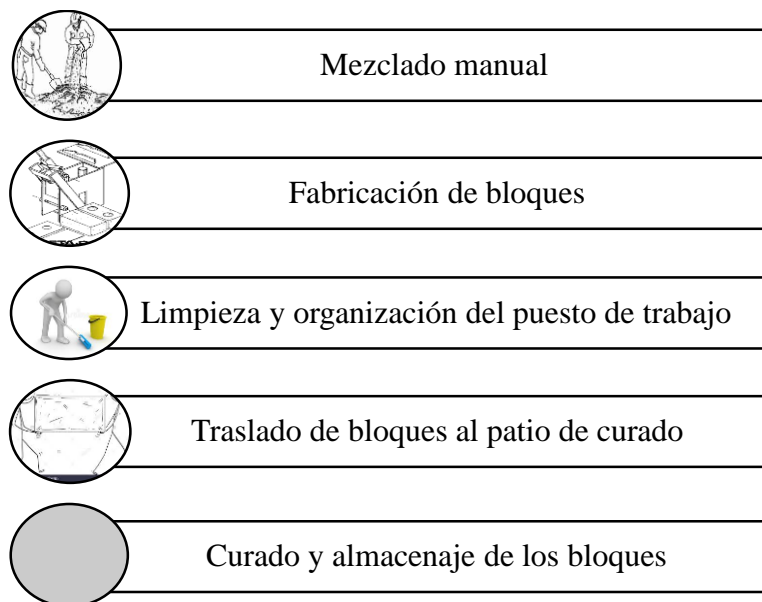 Mezclado manual
Fabricación de bloques
Limpieza y organización del puesto de trabajo
Traslado de bloques al patio de curado
Curado y almacenaje de los bloques